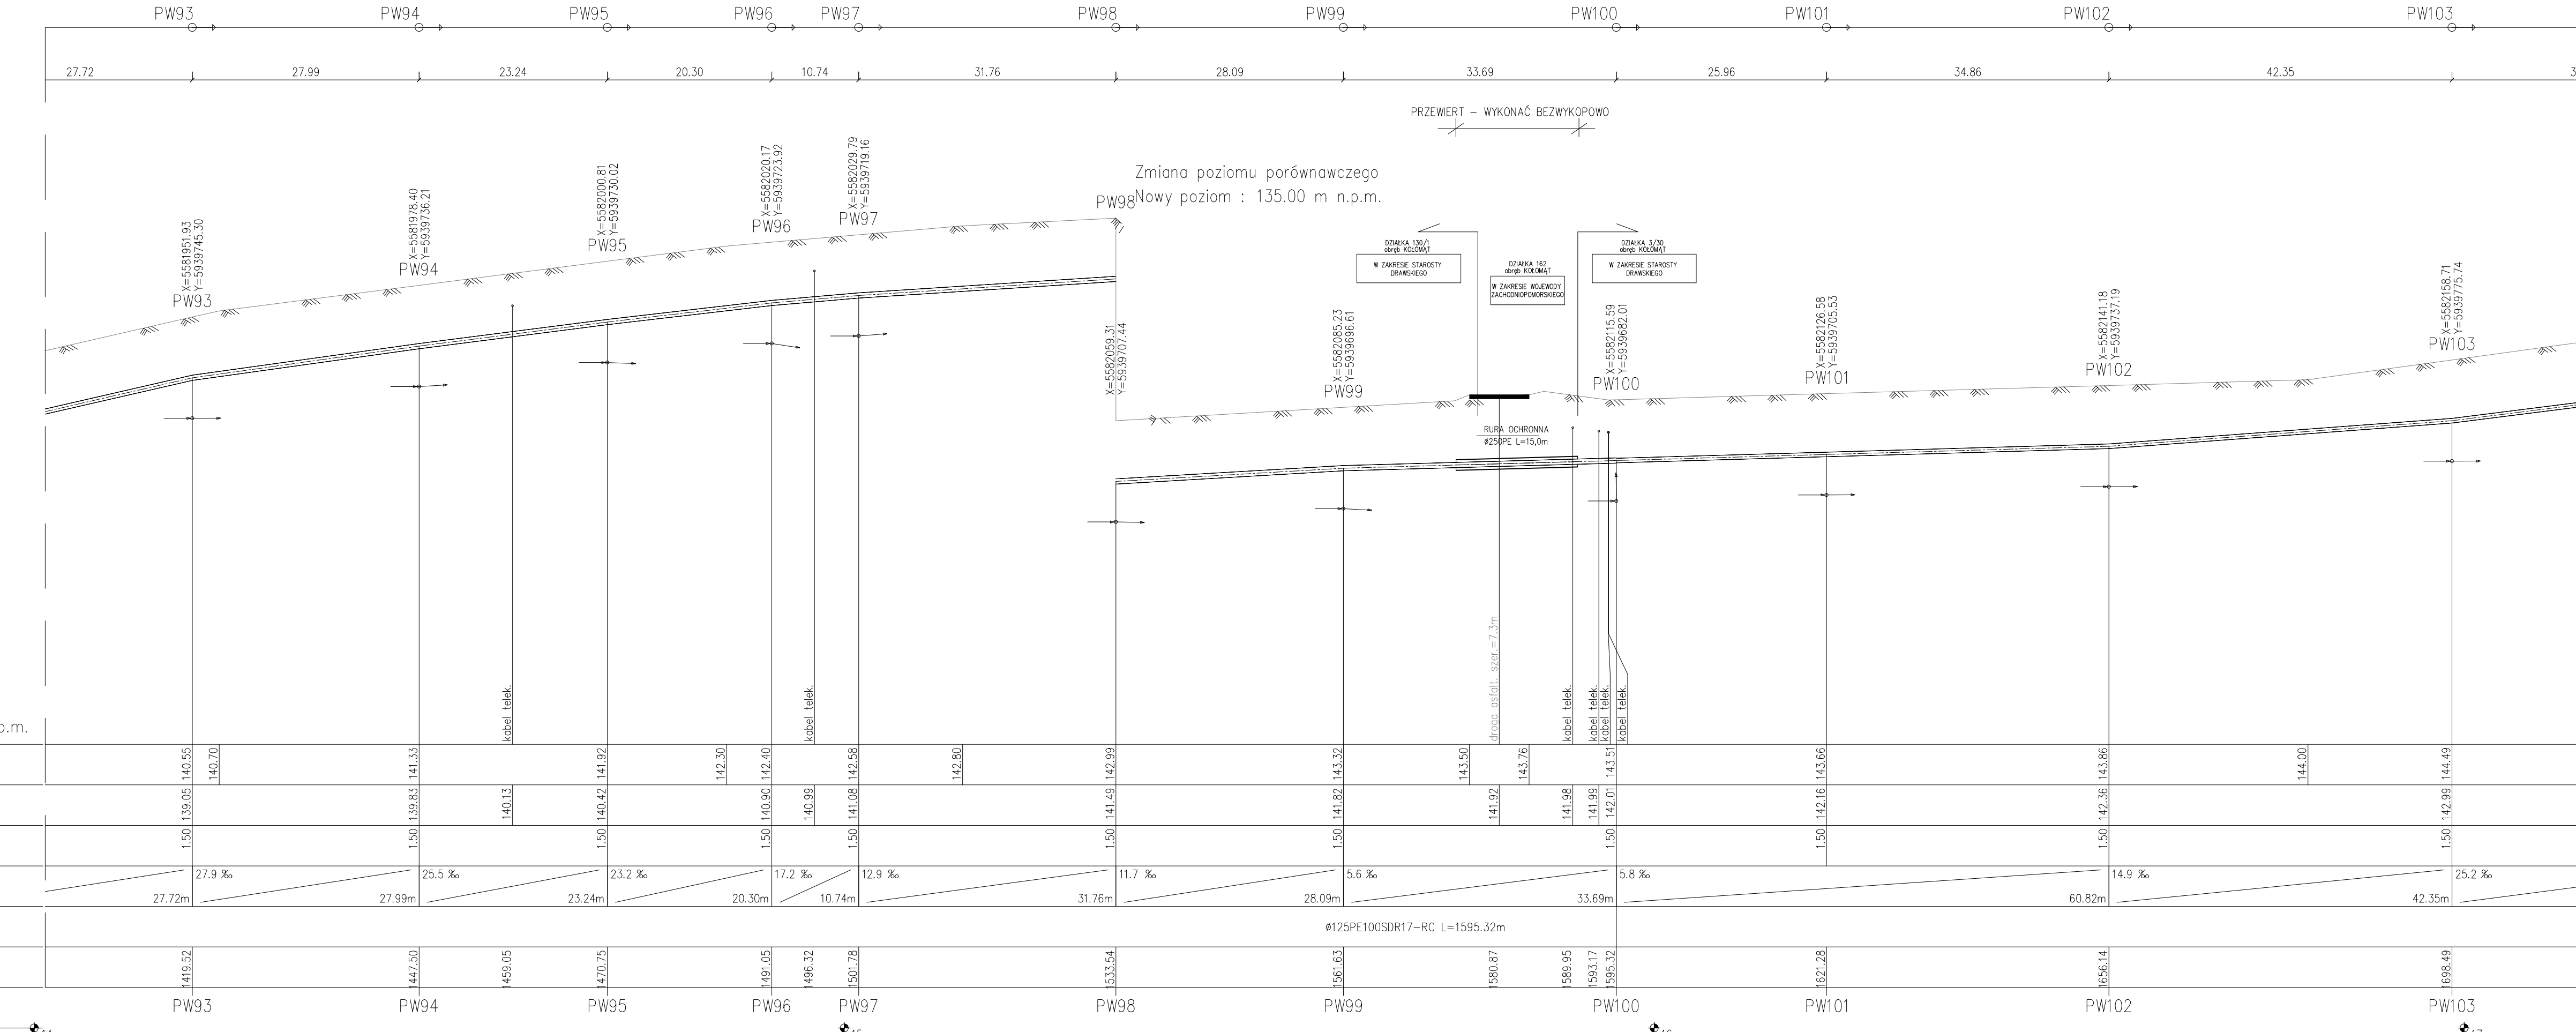 PW93 PW94 PW95 PW96 PW97 PW98 PW99 PW100 PW101 PW102 PW103
27.72 27.99 23.24 20.30 10.74 31.76 28.09 33.69 25.96 34.86 42.35 3
PRZEWIERT - WYKONAĆ BEZWYKOPOWO
Zmiana poziomu porównawczego
Nowy poziom : 135.00 m n.p.m.
X=5581951.93
Y=5939745.30
PW93
X=5581978.40
Y=5939736.21
PW94
X=5582000.81
Y=5939730.02
PW95
X=5582020.17
Y=5939723.92
PW96
X=5582029.79
Y=5939719.16
PW97
PW98
X=5582059.31
Y=5939707.44
X=5582085.23
Y=5939696.61
PW99
DZIAŁKA 130/1
obręb KOŁOMĄT
W ZAKRESIE STAROSTY
DRAWSKIEGO
DZIAŁKA 162
obręb KOŁOMĄT
W ZAKRESIE WOJEWODY
ZACHODNIOPOMORSKIEGO
DZIAŁKA 3/30
obręb KOŁOMĄT
W ZAKRESIE STAROSTY
DRAWSKIEGO
X=5582115.59
Y=5939682.01
PW100
X=5582126.58
Y=5939705.53
PW101
X=5582141.18
Y=5939737.19
PW102
X=5582158.71
Y=5939775.74
PW103
RURA OCHRONNA
ø250PE L=15,0m
kabel telek.
kabel telek.
droga asfalt. szer.=7.3m
kabel telek.
kabel telek.
kabel telek.
kabel telek.
p.m.
140.55 140.70 141.33 141.92 142.30 142.40 142.58 142.80 142.99 143.32 143.50 143.76 143.51 143.66 143.86 144.00 144.49
139.05 139.83 140.13 140.42 140.90 140.99 141.08 141.49 141.82 141.92 141.98 141.99 142.01 142.16 142.36 142.99
1.50 1.50 1.50 1.50 1.50 1.50 1.50 1.50 1.50 1.50 1.50
27.9 ‰ 25.5 ‰ 23.2 ‰ 17.2 ‰ 12.9 ‰ 11.7 ‰ 5.6 ‰ 5.8 ‰ 14.9 ‰ 25.2 ‰
27.72m 27.99m 23.24m 20.30m 10.74m 31.76m 28.09m 33.69m 60.82m 42.35m
ø125PE100SDR17-RC L=1595.32m
1419.52 1447.50 1459.05 1470.75 1491.05 1496.32 1501.78 1533.54 1561.63 1580.87 1589.95 1593.17 1595.32 1621.28 1656.14 1698.49
PW93 PW94 PW95 PW96 PW97 PW98 PW99 PW100 PW101 PW102 PW103